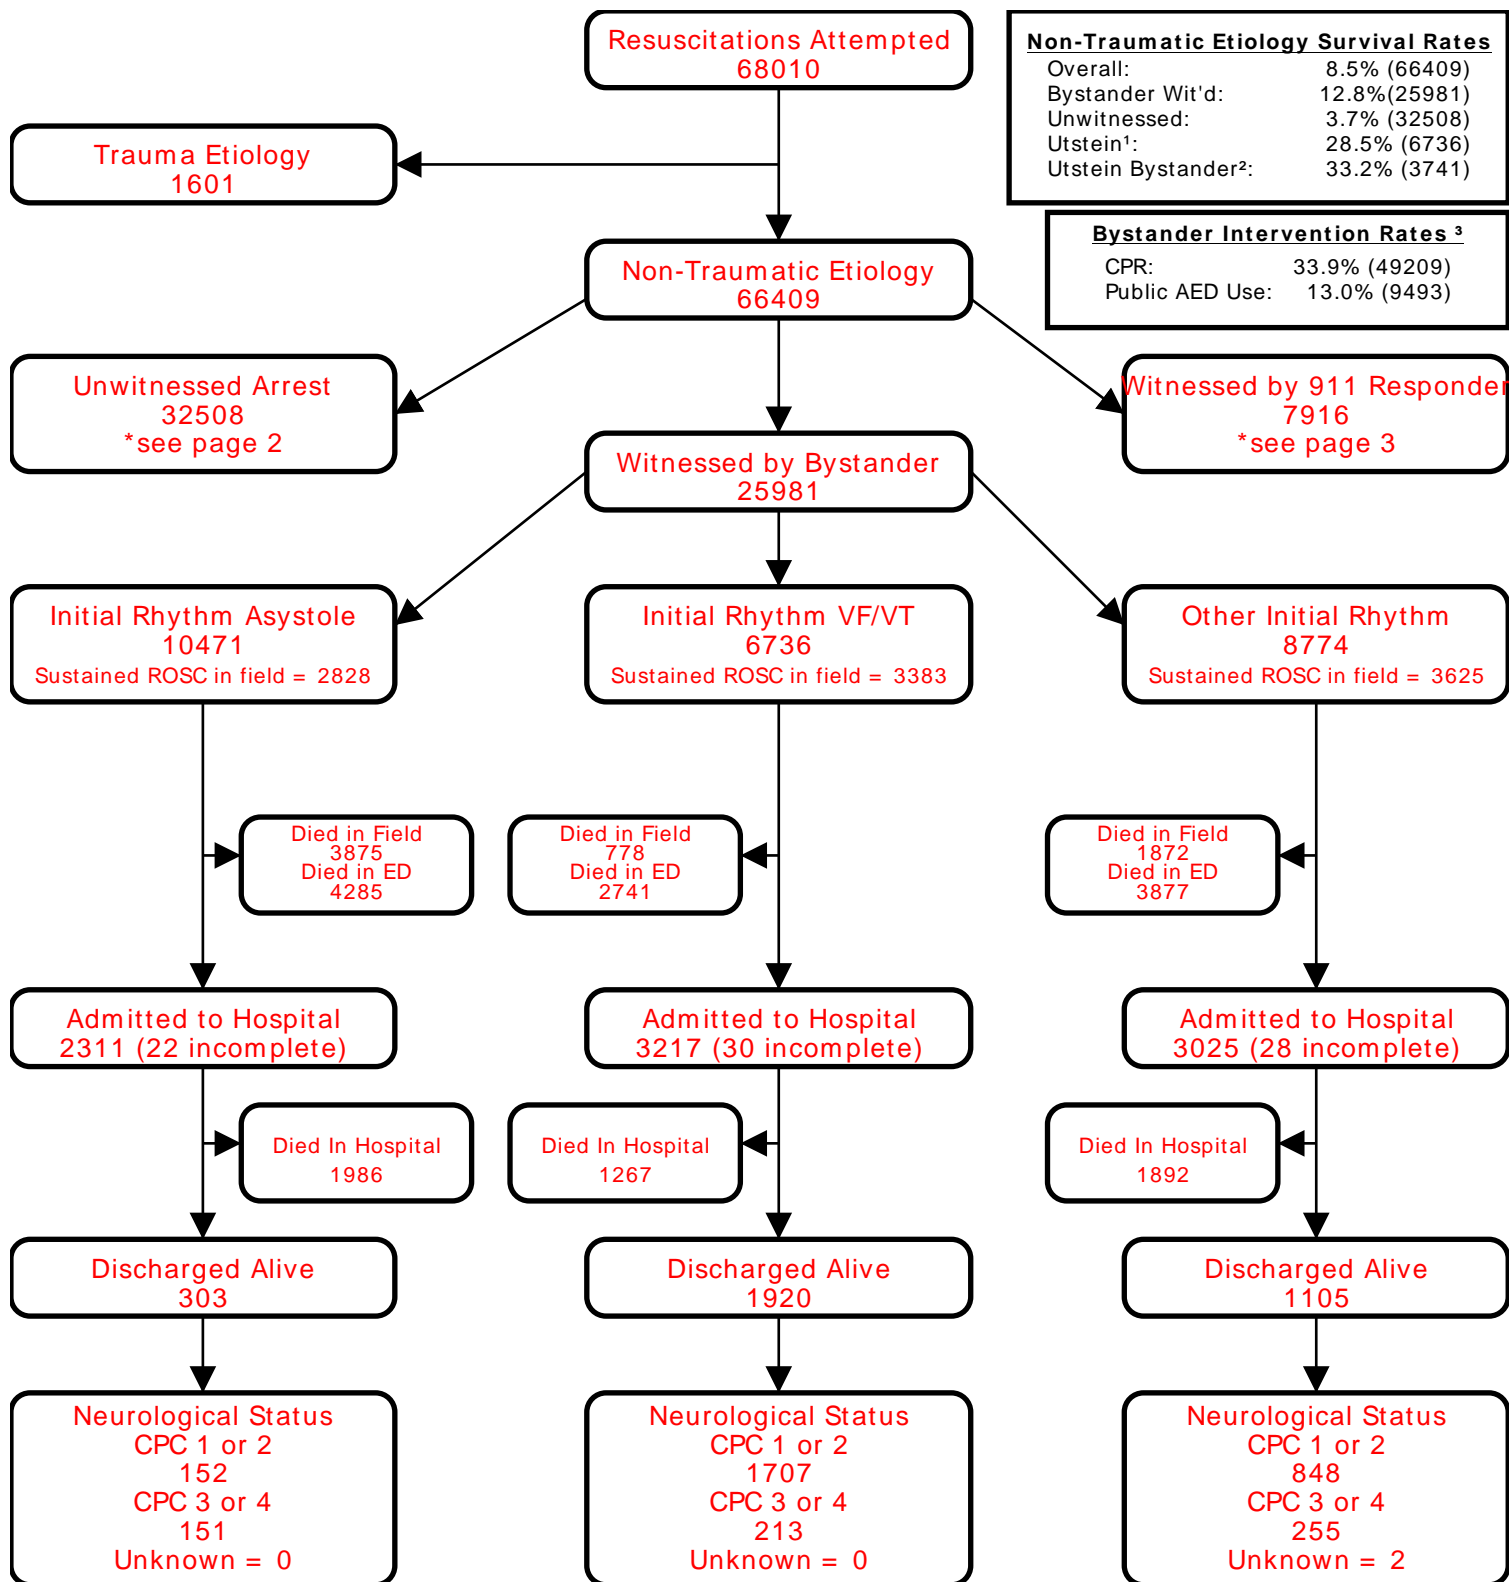 Resuscitations Attempted
68010
Non-Traumatic Etiology Survival Rates
Overall: 8.5% (66409)
Bystander Wit'd: 12.8%(25981)
Unwitnessed: 3.7% (32508)
Utstein¹: 28.5% (6736)
Utstein Bystander²: 33.2% (3741)
Trauma Etiology
1601
Bystander Intervention Rates ³
CPR: 33.9% (49209)
Public AED Use: 13.0% (9493)
Non-Traumatic Etiology
66409
Unwitnessed Arrest
32508
*see page 2
Witnessed by 911 Responder
7916
*see page 3
Witnessed by Bystander
25981
Initial Rhythm Asystole
10471
Sustained ROSC in field = 2828
Initial Rhythm VF/VT
6736
Sustained ROSC in field = 3383
Other Initial Rhythm
8774
Sustained ROSC in field = 3625
Died in Field
3875
Died in ED
4285
Died in Field
778
Died in ED
2741
Died in Field
1872
Died in ED
3877
Admitted to Hospital
2311 (22 incomplete)
Admitted to Hospital
3217 (30 incomplete)
Admitted to Hospital
3025 (28 incomplete)
Died In Hospital
1986
Died In Hospital
1267
Died In Hospital
1892
Discharged Alive
303
Discharged Alive
1920
Discharged Alive
1105
Neurological Status
CPC 1 or 2
152
CPC 3 or 4
151
Unknown = 0
Neurological Status
CPC 1 or 2
1707
CPC 3 or 4
213
Unknown = 0
Neurological Status
CPC 1 or 2
848
CPC 3 or 4
255
Unknown = 2